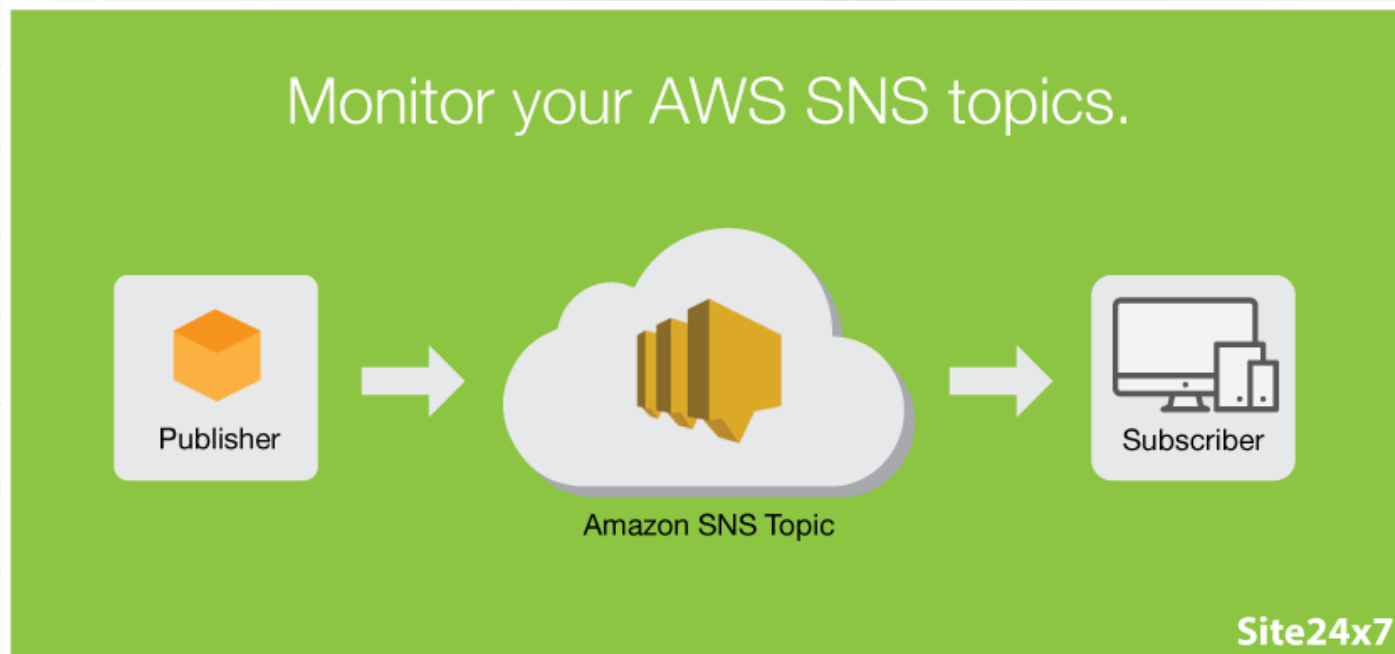 Monitor your AWS SNS topics.
Publisher
Subscriber
Amazon SNS Topic
Site24x7